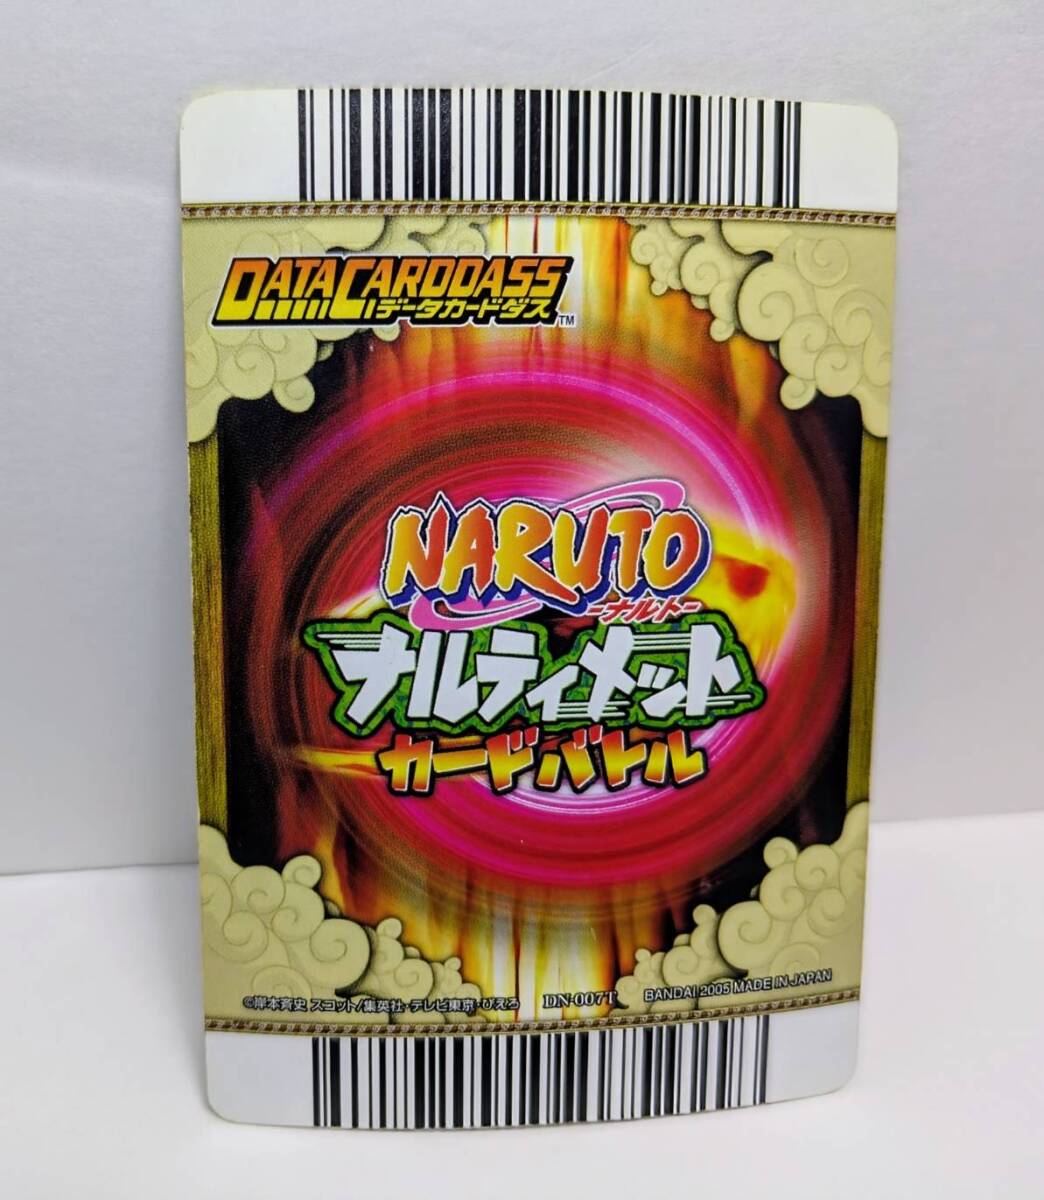 DATACARDDASS
データカードダス™
NARUTO
-ナルト-
ナルティメット
カードバトル
©岸本斉史 スコット/集英社・テレビ東京・ぴえろ DN-007T BANDAI 2005 MADE IN JAPAN